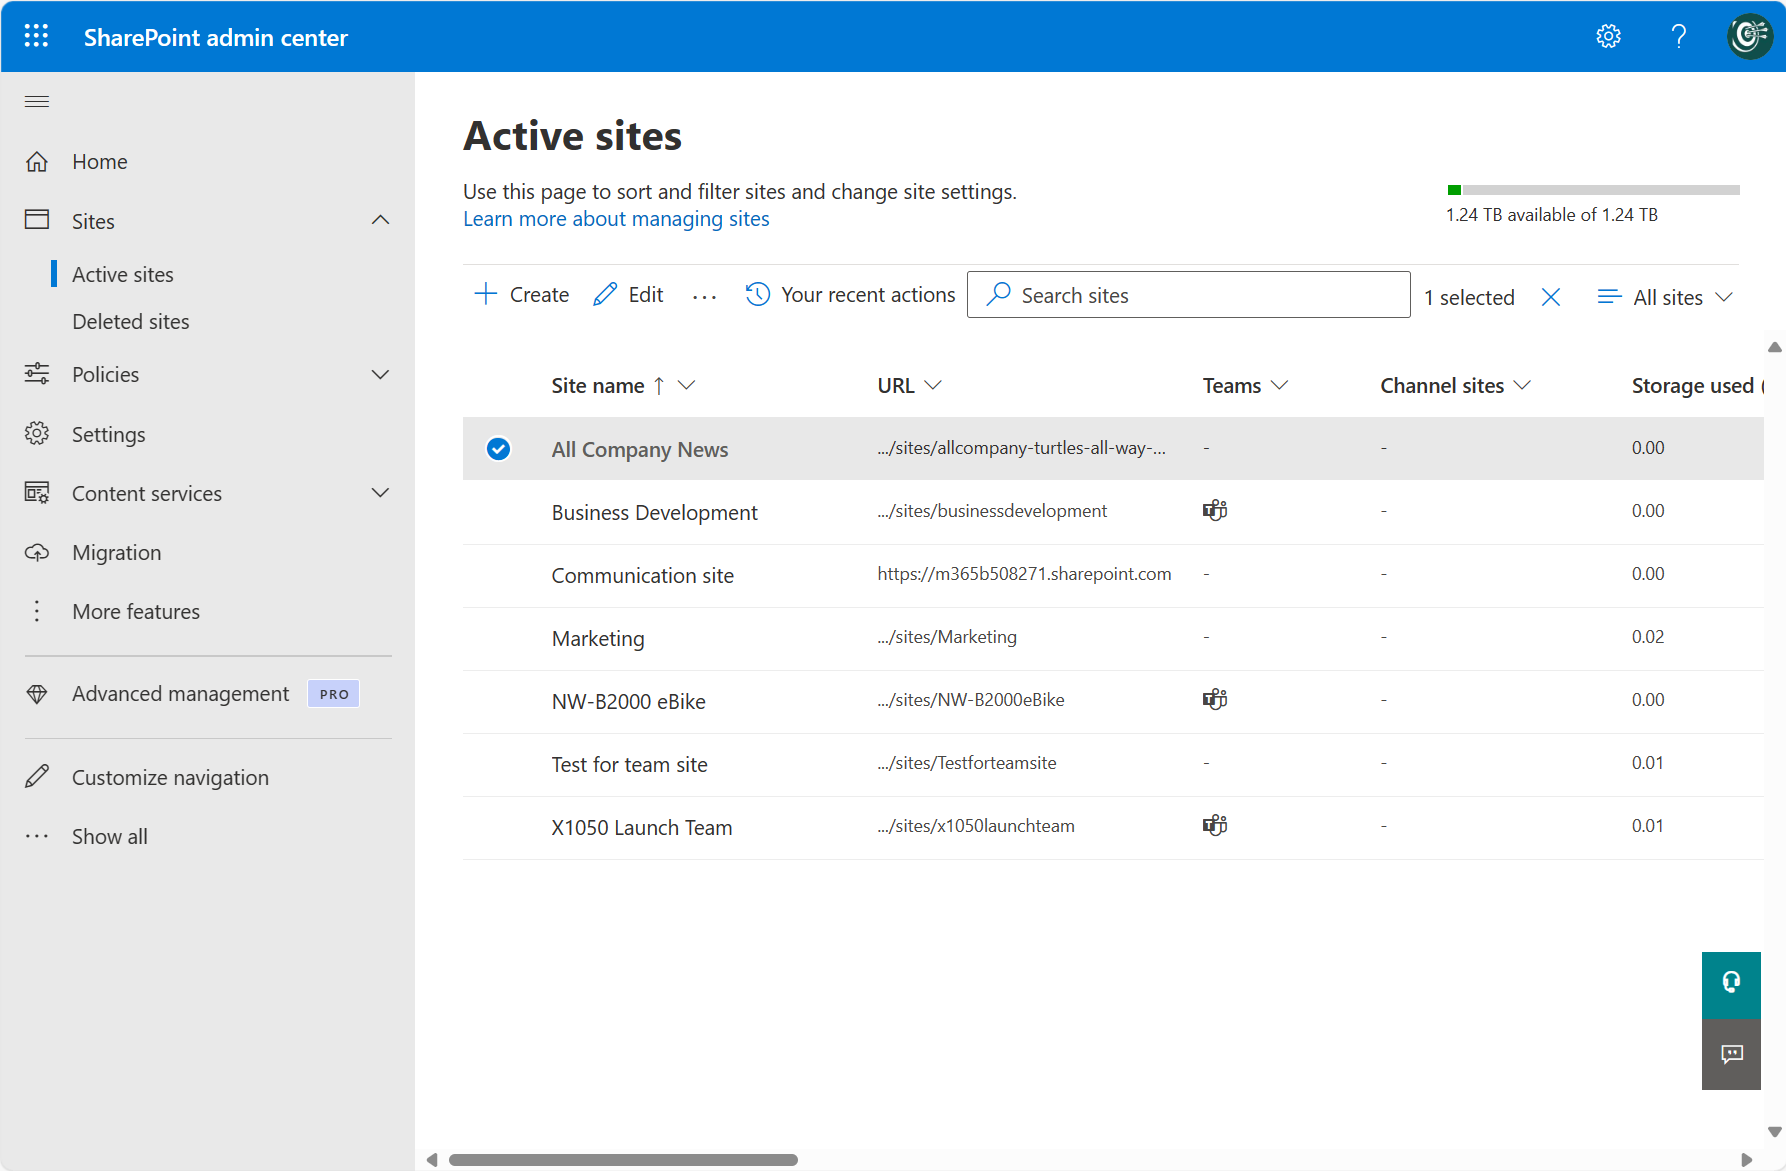 SharePoint admin center
Home
Sites
Active sites
Deleted sites
Policies
Settings
Content services
Migration
More features
Advanced management PRO
Customize navigation
Show all
Active sites
Use this page to sort and filter sites and change site settings.
Learn more about managing sites
1.24 TB available of 1.24 TB
Create Edit ... Your recent actions Search sites 1 selected All sites
Site name ↑ URL Teams Channel sites Storage used (
All Company News .../sites/allcompany-turtles-all-way-... - - 0.00
Business Development .../sites/businessdevelopment - 0.00
Communication site https://m365b508271.sharepoint.com - - 0.00
Marketing .../sites/Marketing - - 0.02
NW-B2000 eBike .../sites/NW-B2000eBike - 0.00
Test for team site .../sites/Testforteamsite - - 0.01
X1050 Launch Team .../sites/x1050launchteam - 0.01